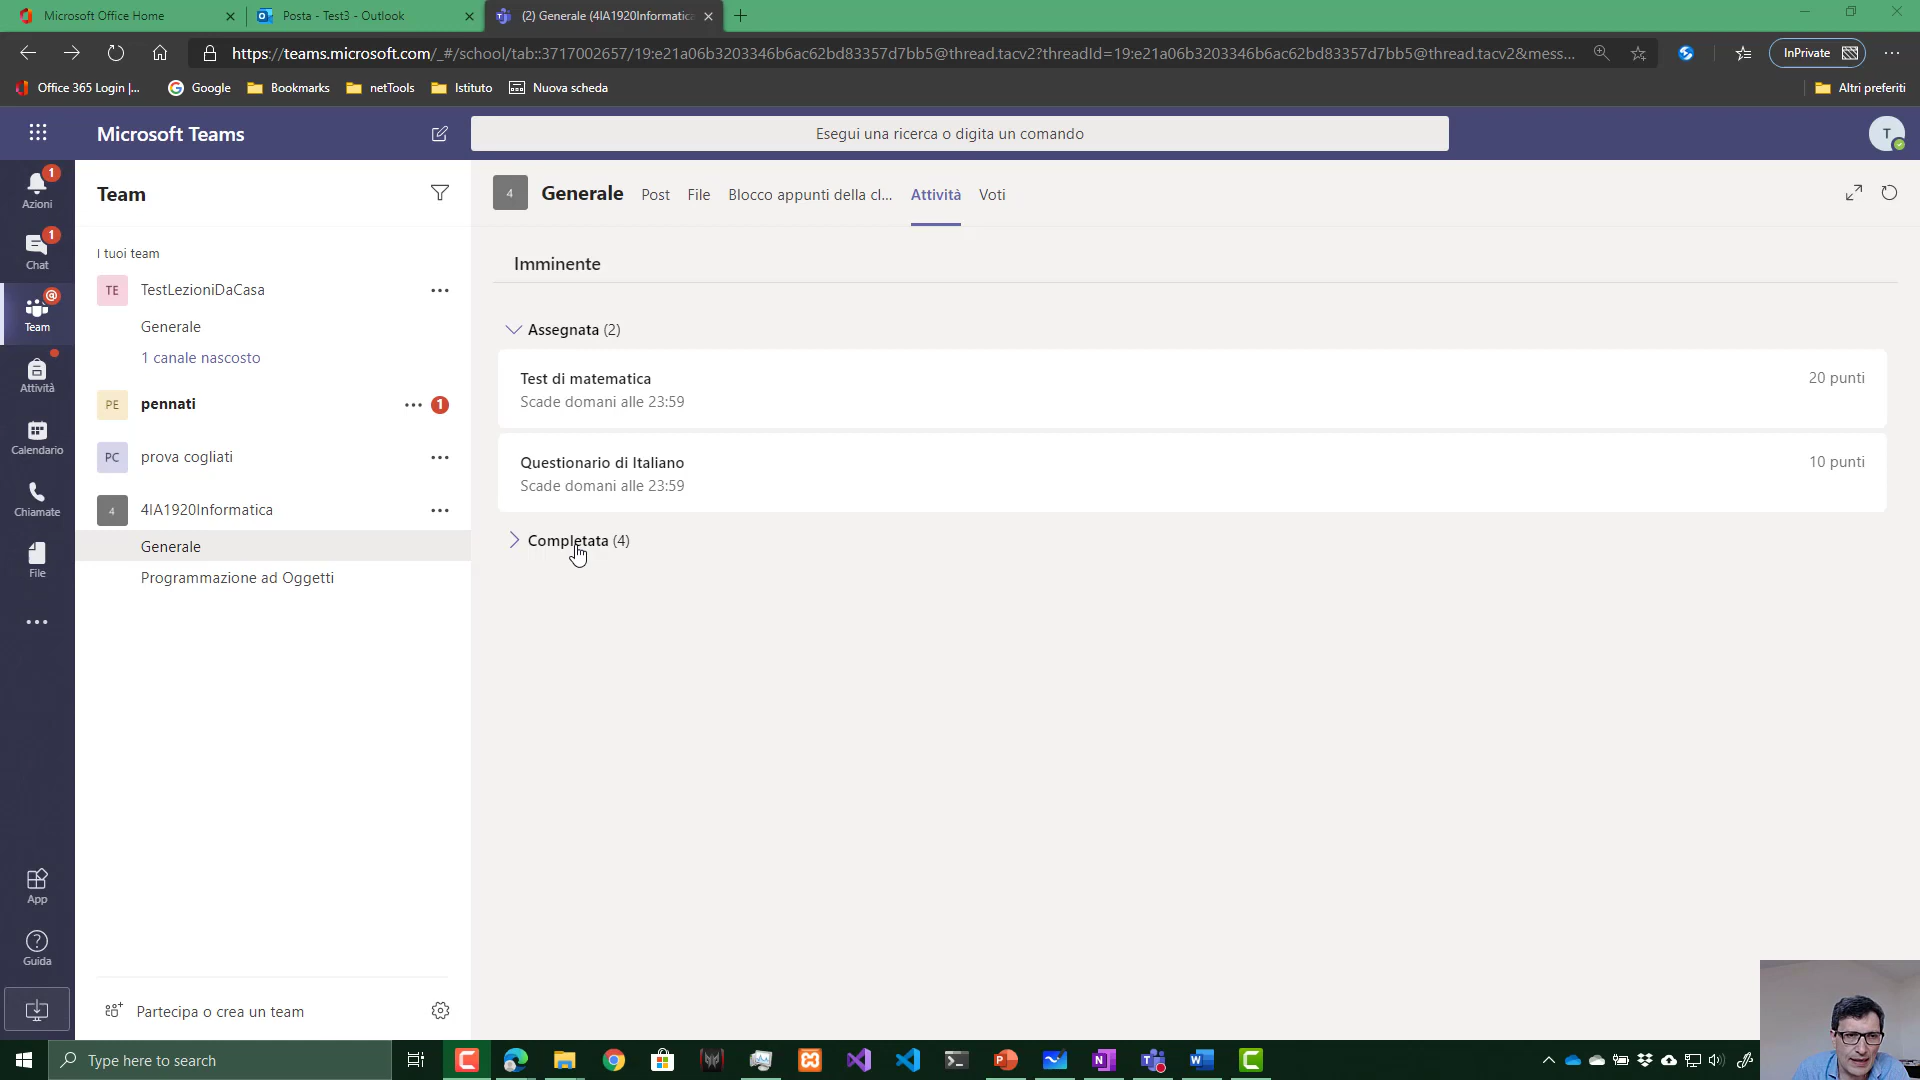 Microsoft Office Home
Posta - Test3 - Outlook
(2) Generale (4IA1920Informatica
https://teams.microsoft.com/_#/school/tab::3717002657/19:e21a06b3203346b6ac62bd83357d7bb5@thread.tacv2?threadId=19:e21a06b3203346b6ac62bd83357d7bb5@thread.tacv2&mess...
InPrivate
Office 365 Login |...
Google
Bookmarks
netTools
Istituto
Nuova scheda
Altri preferiti
Microsoft Teams
Esegui una ricerca o digita un comando
T
1
Azioni
1
Chat
@
Team
Attività
Calendario
Chiamate
File
App
Guida
Team
I tuoi team
TE
TestLezioniDaCasa
Generale
1 canale nascosto
PE
pennati
1
PC
prova cogliati
4
4IA1920Informatica
Generale
Programmazione ad Oggetti
Partecipa o crea un team
4
Generale
Post
File
Blocco appunti della cl...
Attività
Voti
Imminente
Assegnata (2)
Test di matematica
20 punti
Scade domani alle 23:59
Questionario di Italiano
10 punti
Scade domani alle 23:59
Completata (4)
Type here to search